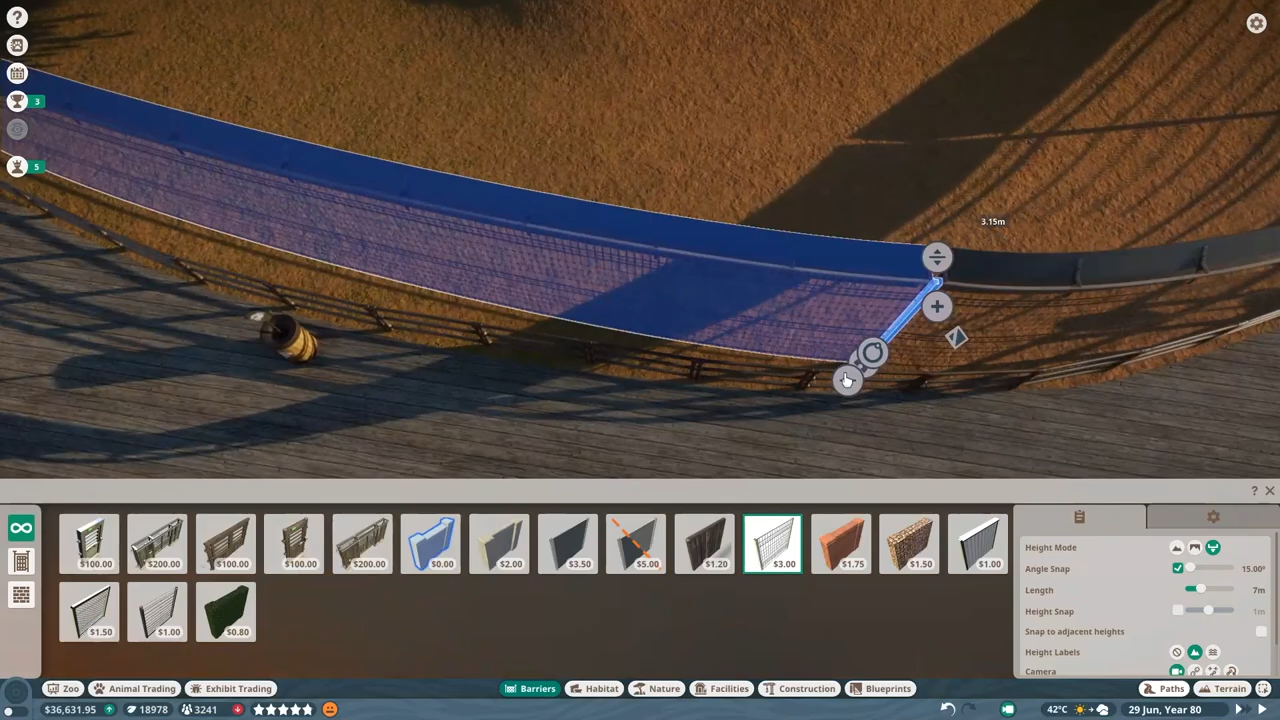 3
5
3.15m
?
$100.00 $200.00 $100.00 $100.00 $200.00 $0.00 $2.00 $3.50 $5.00 $1.20 $3.00 $1.75 $1.50 $1.00
$1.50 $1.00 $0.80
Height Mode
Angle Snap 15.00°
Length 7m
Height Snap 1m
Snap to adjacent heights
Height Labels
Camera
Zoo Animal Trading Exhibit Trading Barriers Habitat Nature Facilities Construction Blueprints Paths Terrain
$36,631.95 18978 3241 42°C 29 Jun, Year 80